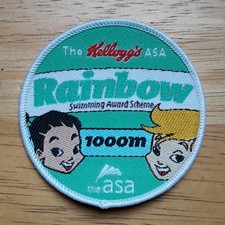 The Kellogg's ASA
Rainbow
Swimming Award Scheme
1000m
the asa